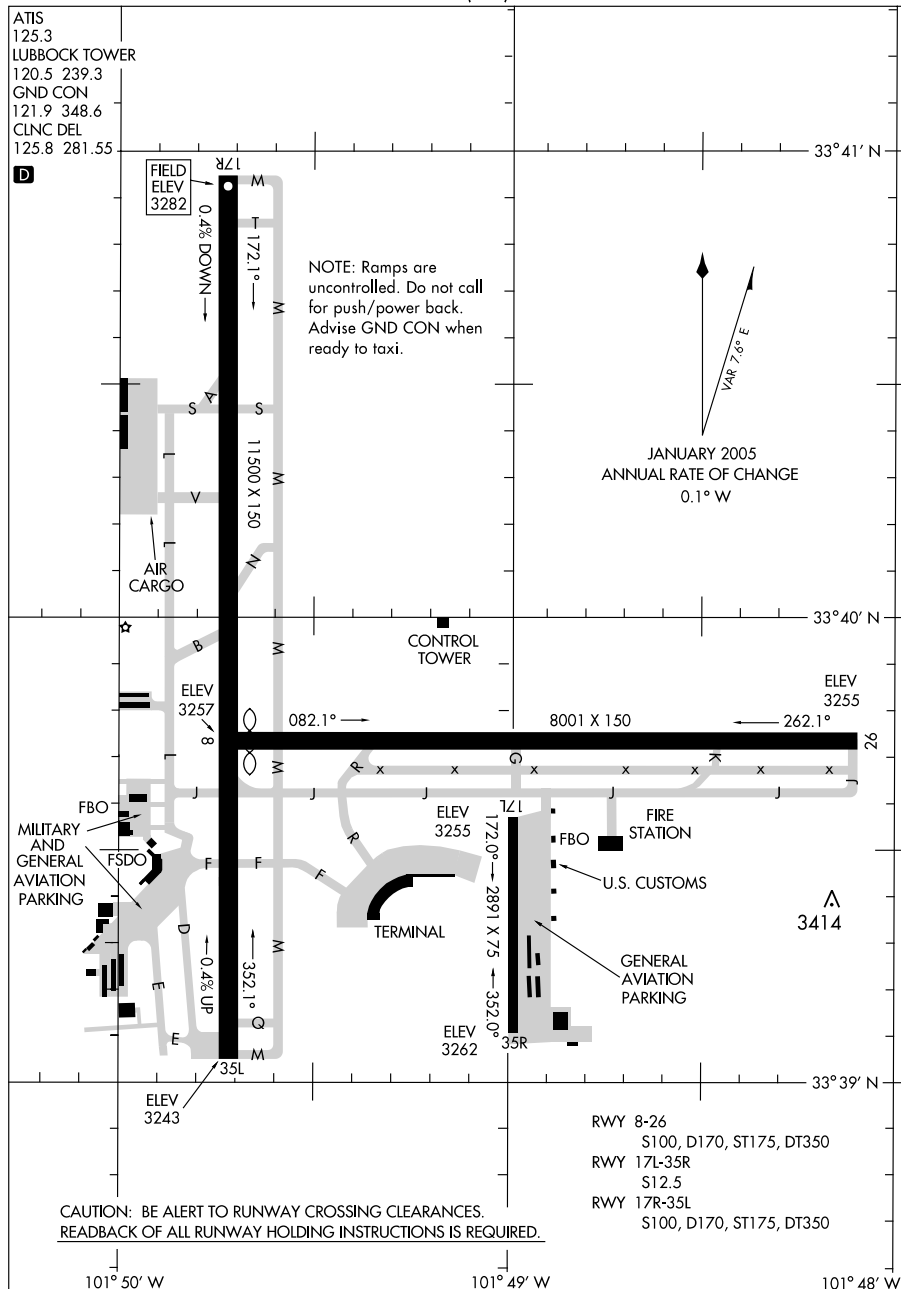 ATIS
125.3
LUBBOCK TOWER
120.5 239.3
GND CON
121.9 348.6
CLNC DEL
125.8 281.55
D
33°41' N
17R
FIELD
ELEV
3282
W
T
0.4% DOWN
172.1°
M
NOTE: Ramps are
uncontrolled. Do not call
for push/power back.
Advise GND CON when
ready to taxi.
VAR 7.6° E
JANUARY 2005
ANNUAL RATE OF CHANGE
0.1° W
A
S
S
L
11500 X 150
M
V
L
N
AIR
CARGO
33°40' N
B
M
CONTROL
TOWER
ELEV
3257
8
082.1°
8001 X 150
262.1°
ELEV
3255
26
L
M
R
G
K
X X X X X X X
J
J
J
J
J
J
FBO
MILITARY
AND
GENERAL
AVIATION
PARKING
FSDO
F
F
F
R
ELEV
3255
17L
FBO
FIRE
STATION
U.S. CUSTOMS
172.0°
2891 X 75
352.0°
TERMINAL
3414
D
M
E
0.4% UP
352.1°
GENERAL
AVIATION
PARKING
Q
E
M
35L
ELEV
3262
35R
33°39' N
ELEV
3243
RWY 8-26
S100, D170, ST175, DT350
RWY 17L-35R
S12.5
RWY 17R-35L
S100, D170, ST175, DT350
CAUTION: BE ALERT TO RUNWAY CROSSING CLEARANCES.
READBACK OF ALL RUNWAY HOLDING INSTRUCTIONS IS REQUIRED.
101°50' W
101°49' W
101°48' W